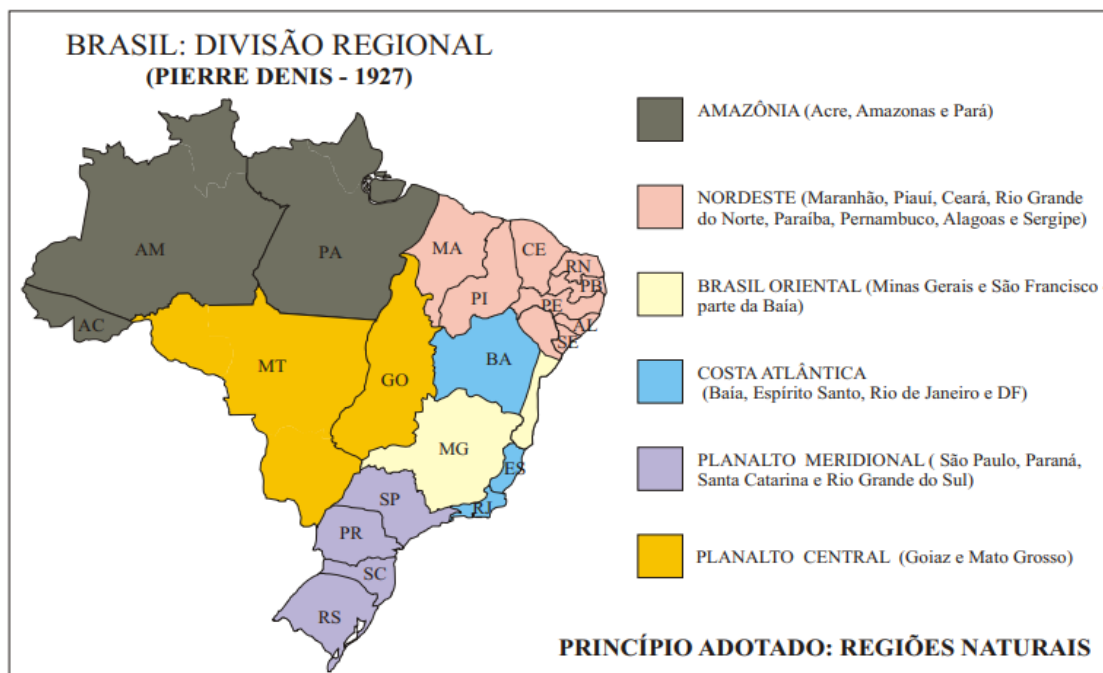 BRASIL: DIVISÃO REGIONAL
(PIERRE DENIS - 1927)
AM
PA
AC
MA
CE
RN
PB
PI
PE
AL
SE
BA
MT
GO
MG
ES
RJ
SP
PR
SC
RS
AMAZÔNIA (Acre, Amazonas e Pará)
NORDESTE (Maranhão, Piauí, Ceará, Rio Grande
do Norte, Paraíba, Pernambuco, Alagoas e Sergipe)
BRASIL ORIENTAL (Minas Gerais e São Francisco -
parte da Baía)
COSTA ATLÂNTICA
(Baía, Espírito Santo, Rio de Janeiro e DF)
PLANALTO MERIDIONAL ( São Paulo, Paraná,
Santa Catarina e Rio Grande do Sul)
PLANALTO CENTRAL (Goiaz e Mato Grosso)
PRINCÍPIO ADOTADO: REGIÕES NATURAIS